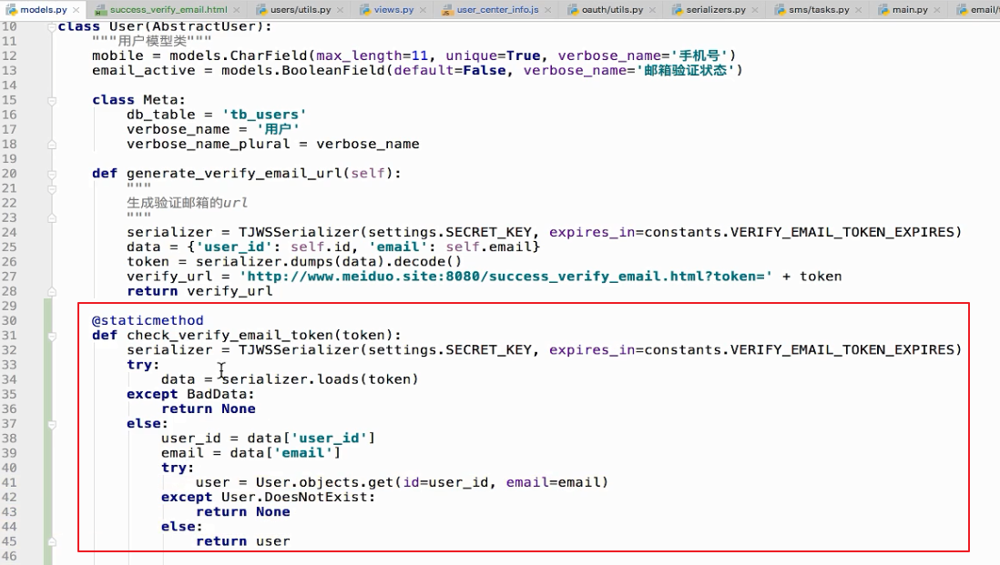 models.py × success_verify_email.html × users/utils.py × views.py × user_center_info.js × oauth/utils.py × serializers.py × sms/tasks.py × main.py × email/
10 class User(AbstractUser):
11 """用户模型类"""
12 mobile = models.CharField(max_length=11, unique=True, verbose_name='手机号')
13 email_active = models.BooleanField(default=False, verbose_name='邮箱验证状态')
14
15 class Meta:
16 db_table = 'tb_users'
17 verbose_name = '用户'
18 verbose_name_plural = verbose_name
19
20 def generate_verify_email_url(self):
21 """
22 生成验证邮箱的url
23 """
24 serializer = TJWSSerializer(settings.SECRET_KEY, expires_in=constants.VERIFY_EMAIL_TOKEN_EXPIRES)
25 data = {'user_id': self.id, 'email': self.email}
26 token = serializer.dumps(data).decode()
27 verify_url = 'http://www.meiduo.site:8080/success_verify_email.html?token=' + token
28 return verify_url
29
30 @staticmethod
31 def check_verify_email_token(token):
32 serializer = TJWSSerializer(settings.SECRET_KEY, expires_in=constants.VERIFY_EMAIL_TOKEN_EXPIRES)
33 try:
34 data = serializer.loads(token)
35 except BadData:
36 return None
37 else:
38 user_id = data['user_id']
39 email = data['email']
40 try:
41 user = User.objects.get(id=user_id, email=email)
42 except User.DoesNotExist:
43 return None
44 else:
45 return user
46